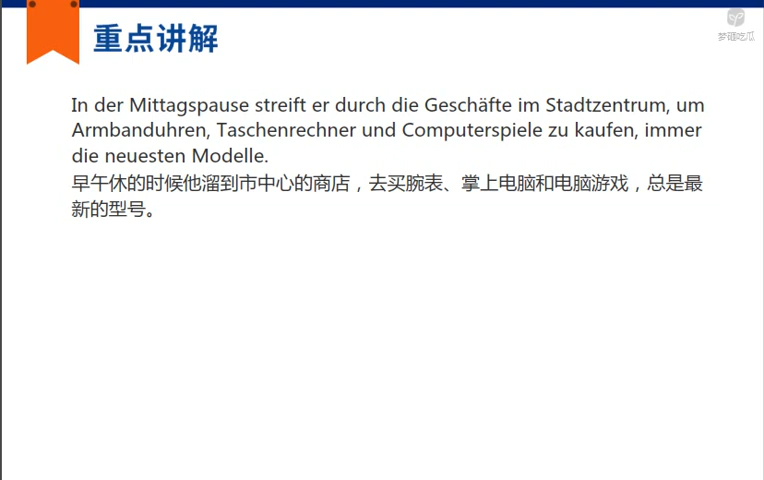 重点讲解
In der Mittagspause streift er durch die Geschäfte im Stadtzentrum, um
Armbanduhren, Taschenrechner und Computerspiele zu kaufen, immer
die neuesten Modelle.
早午休的时候他溜到市中心的商店，去买腕表、掌上电脑和电脑游戏，总是最
新的型号。